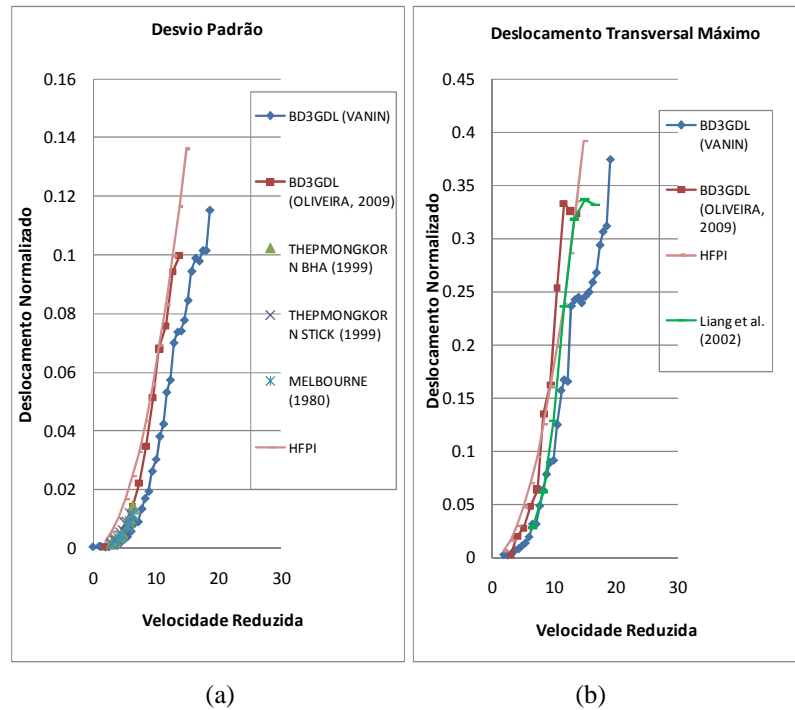 Desvio Padrão
Deslocamento Normalizado
0.16
0.14
0.12
0.1
0.08
0.06
0.04
0.02
0
0 10 20 30
Velocidade Reduzida
BD3GDL (VANIN)
BD3GDL
(OLIVEIRA, 2009)
THEPMONGKOR
N BHA (1999)
THEPMONGKOR
N STICK (1999)
MELBOURNE
(1980)
HFPI
(a)
Deslocamento Transversal Máximo
Deslocamento Normalizado
0.45
0.4
0.35
0.3
0.25
0.2
0.15
0.1
0.05
0
0 10 20 30
Velocidade Reduzida
BD3GDL
(VANIN)
BD3GDL
(OLIVEIRA,
2009)
HFPI
Liang et al.
(2002)
(b)